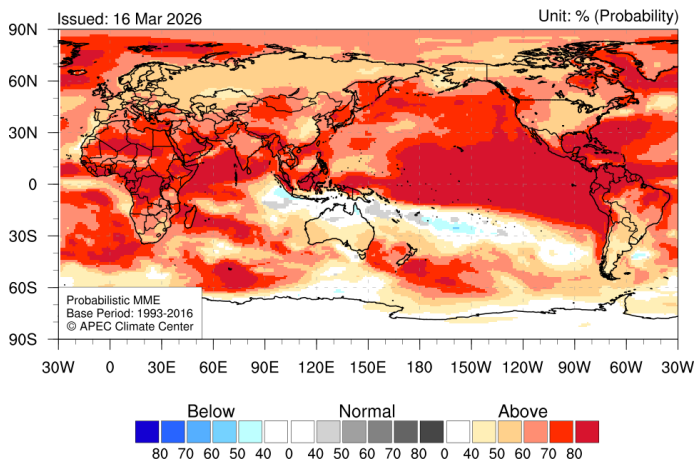 Issued: 16 Mar 2026
Unit: % (Probability)
90N
60N
30N
0
30S
60S
90S
Probabilistic MME
Base Period: 1993-2016
© APEC Climate Center
30W 0 30E 60E 90E 120E 150E 180 150W 120W 90W 60W 30W
Below Normal Above
80 70 60 50 40 0 40 50 60 70 80 0 40 50 60 70 80